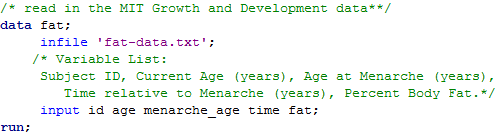 /* read in the MIT Growth and Development data**/
data fat;
infile 'fat-data.txt';
/* Variable List:
Subject ID, Current Age (years), Age at Menarche (years),
Time relative to Menarche (years), Percent Body Fat.*/
input id age menarche_age time fat;
run;